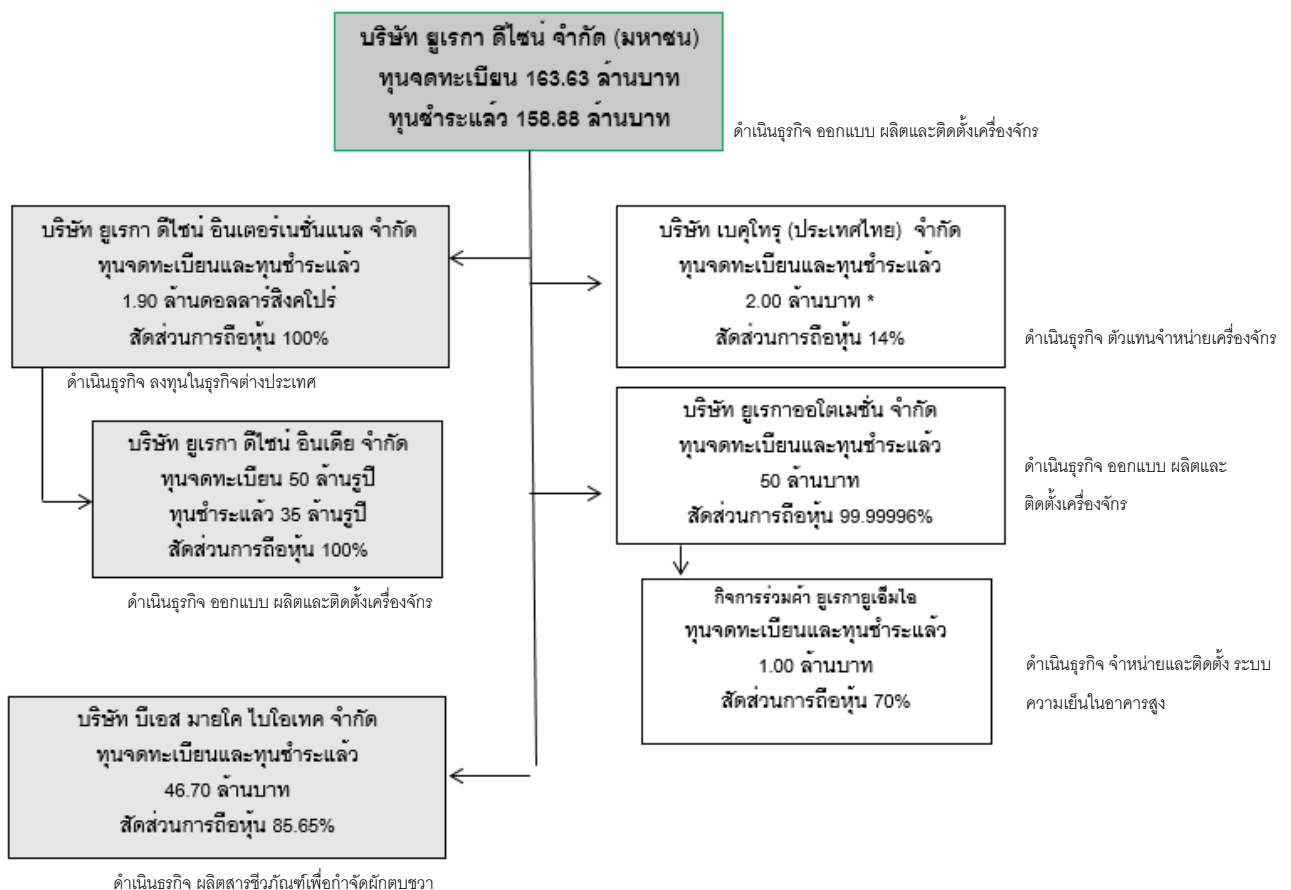 บริษัท ยูเรกา ดีไซน์ จำกัด (มหาชน)
ทุนจดทะเบียน 163.63 ล้านบาท
ทุนชำระแล้ว 158.88 ล้านบาท
ดำเนินธุรกิจ ออกแบบ ผลิตและติดตั้งเครื่องจักร
บริษัท ยูเรกา ดีไซน์ อินเตอร์เนชั่นแนล จำกัด
ทุนจดทะเบียนและทุนชำระแล้ว
1.90 ล้านดอลลาร์สิงคโปร์
สัดส่วนการถือหุ้น 100%
ดำเนินธุรกิจ ลงทุนในธุรกิจต่างประเทศ
บริษัท เบคุโทรุ (ประเทศไทย) จำกัด
ทุนจดทะเบียนและทุนชำระแล้ว
2.00 ล้านบาท *
สัดส่วนการถือหุ้น 14%
ดำเนินธุรกิจ ตัวแทนจำหน่ายเครื่องจักร
บริษัท ยูเรกา ดีไซน์ อินเดีย จำกัด
ทุนจดทะเบียน 50 ล้านรูปี
ทุนชำระแล้ว 35 ล้านรูปี
สัดส่วนการถือหุ้น 100%
ดำเนินธุรกิจ ออกแบบ ผลิตและติดตั้งเครื่องจักร
บริษัท ยูเรกาออโตเมชั่น จำกัด
ทุนจดทะเบียนและทุนชำระแล้ว
50 ล้านบาท
สัดส่วนการถือหุ้น 99.99996%
ดำเนินธุรกิจ ออกแบบ ผลิตและ
ติดตั้งเครื่องจักร
กิจการร่วมค้า ยูเรกายูเอ็มไอ
ทุนจดทะเบียนและทุนชำระแล้ว
1.00 ล้านบาท
สัดส่วนการถือหุ้น 70%
ดำเนินธุรกิจ จำหน่ายและติดตั้ง ระบบ
ความเย็นในอาคารสูง
บริษัท บีเอส มายโค ไบโอเทค จำกัด
ทุนจดทะเบียนและทุนชำระแล้ว
46.70 ล้านบาท
สัดส่วนการถือหุ้น 85.65%
ดำเนินธุรกิจ ผลิตสารชีวภัณฑ์เพื่อกำจัดผักตบชวา